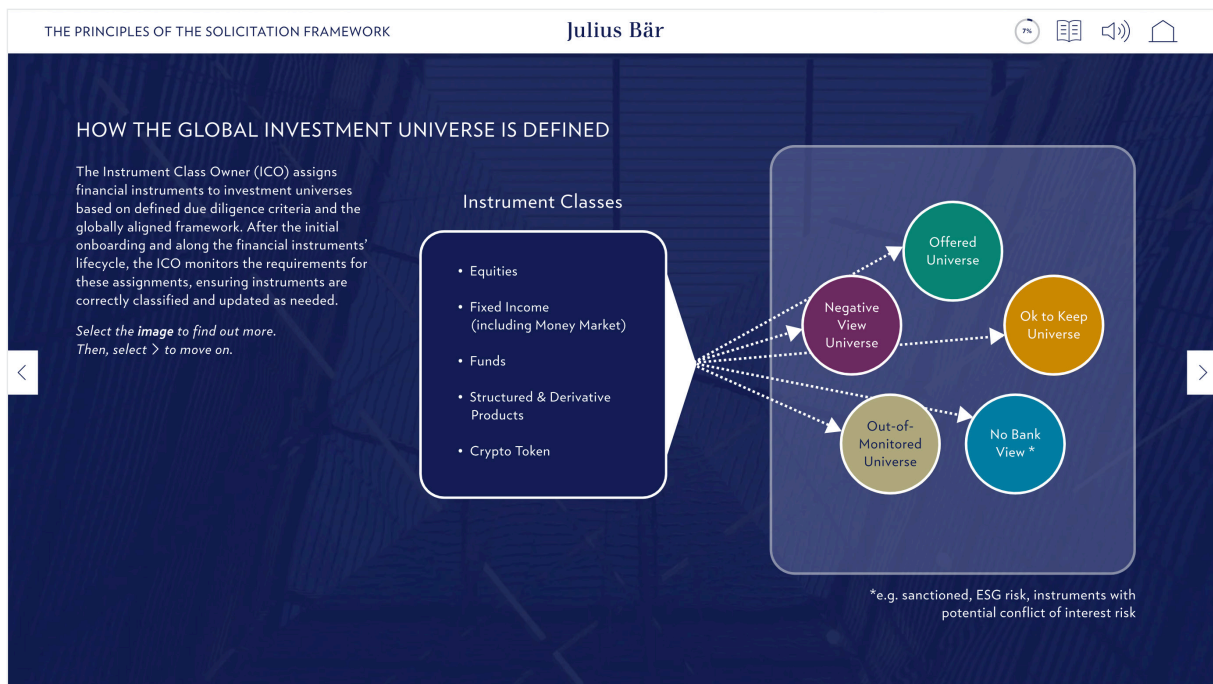 THE PRINCIPLES OF THE SOLICITATION FRAMEWORK
Julius Bär
7%
HOW THE GLOBAL INVESTMENT UNIVERSE IS DEFINED
The Instrument Class Owner (ICO) assigns
financial instruments to investment universes
based on defined due diligence criteria and the
globally aligned framework. After the initial
onboarding and along the financial instruments’
lifecycle, the ICO monitors the requirements for
these assignments, ensuring instruments are
correctly classified and updated as needed.
Select the image to find out more.
Then, select > to move on.
Instrument Classes
• Equities
• Fixed Income
(including Money Market)
• Funds
• Structured & Derivative
Products
• Crypto Token
Offered
Universe
Negative
View
Universe
Ok to Keep
Universe
Out-of-
Monitored
Universe
No Bank
View *
*e.g. sanctioned, ESG risk, instruments with
potential conflict of interest risk